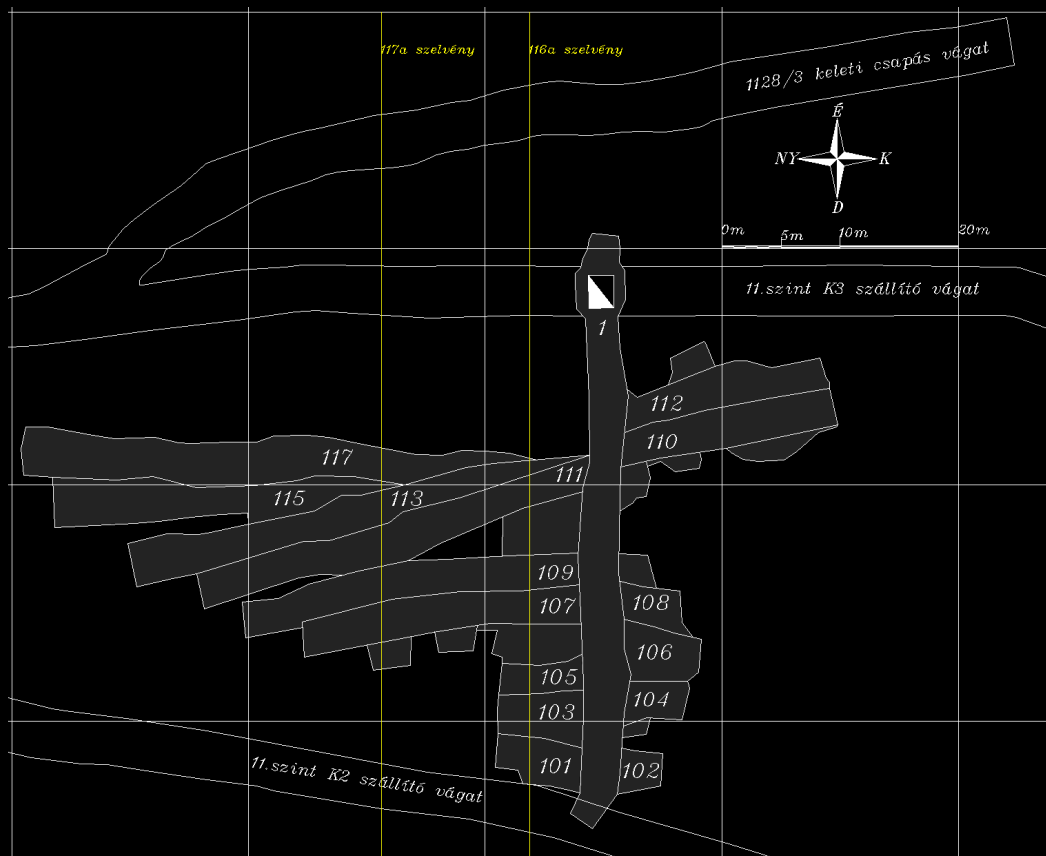 117a szelvény
116a szelvény
1128/3 keleti csapás vágat
É
NY
K
D
0m
5m
10m
20m
11.szint K3 szállító vágat
1
112
110
117
111
115
113
109
107
108
106
105
104
103
101
102
11.szint K2 szállító vágat